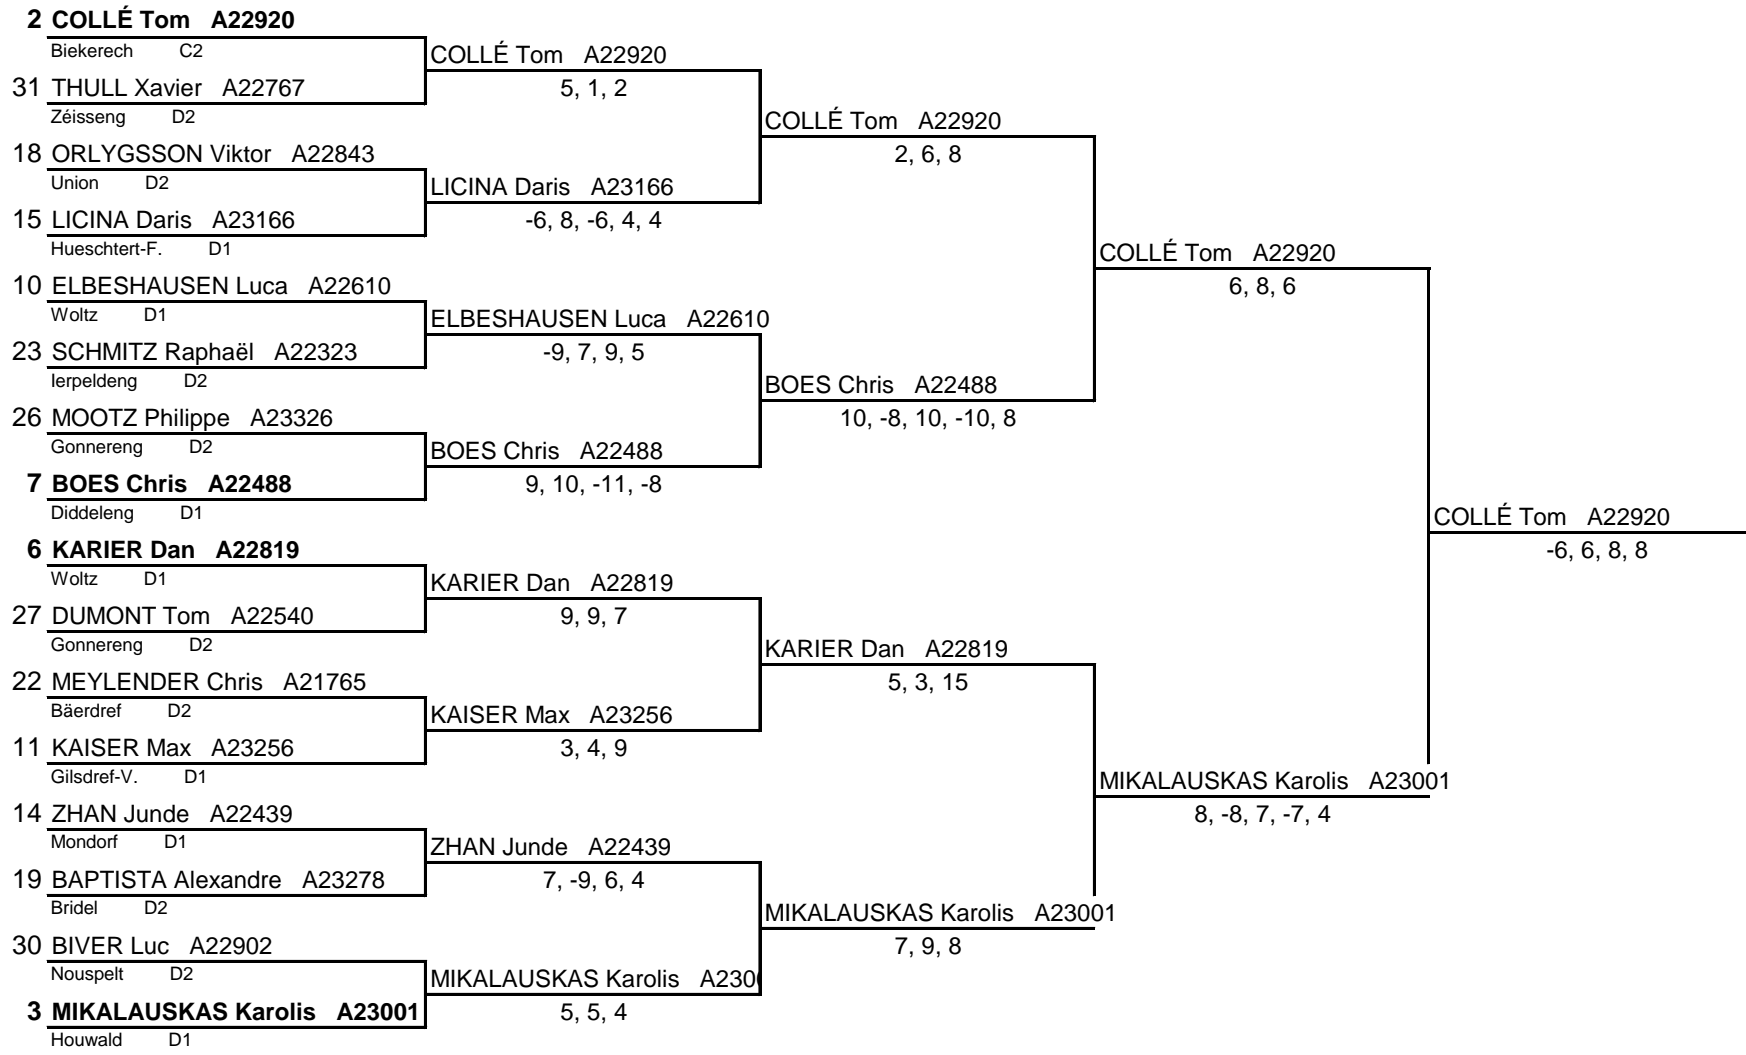 2 COLLÉ Tom A22920
Biekerech C2
COLLÉ Tom A22920
31 THULL Xavier A22767
5, 1, 2
Zéisseng D2
COLLÉ Tom A22920
18 ORLYGSSON Viktor A22843
2, 6, 8
Union D2
LICINA Daris A23166
15 LICINA Daris A23166
-6, 8, -6, 4, 4
Hueschtert-F. D1
COLLÉ Tom A22920
10 ELBESHAUSEN Luca A22610
6, 8, 6
Woltz D1
ELBESHAUSEN Luca A22610
23 SCHMITZ Raphaël A22323
-9, 7, 9, 5
Ierpeldeng D2
BOES Chris A22488
26 MOOTZ Philippe A23326
10, -8, 10, -10, 8
Gonnereng D2
BOES Chris A22488
7 BOES Chris A22488
9, 10, -11, -8
Diddeleng D1
COLLÉ Tom A22920
6 KARIER Dan A22819
-6, 6, 8, 8
Woltz D1
KARIER Dan A22819
27 DUMONT Tom A22540
9, 9, 7
Gonnereng D2
KARIER Dan A22819
22 MEYLENDER Chris A21765
5, 3, 15
Bäerdref D2
KAISER Max A23256
11 KAISER Max A23256
3, 4, 9
Gilsdref-V. D1
MIKALAUSKAS Karolis A23001
14 ZHAN Junde A22439
8, -8, 7, -7, 4
Mondorf D1
ZHAN Junde A22439
19 BAPTISTA Alexandre A23278
7, -9, 6, 4
Bridel D2
MIKALAUSKAS Karolis A23001
30 BIVER Luc A22902
7, 9, 8
Nouspelt D2
MIKALAUSKAS Karolis A230
3 MIKALAUSKAS Karolis A23001
5, 5, 4
Houwald D1